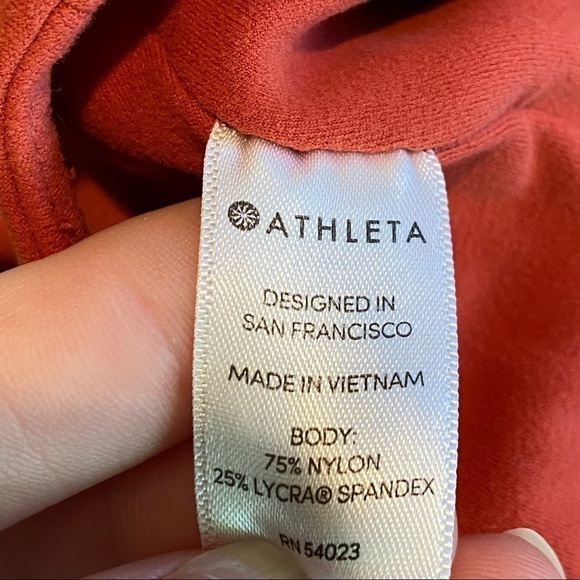 ATHLETA
DESIGNED IN
SAN FRANCISCO
MADE IN VIETNAM
BODY:
75% NYLON
25% LYCRA® SPANDEX
RN 54023